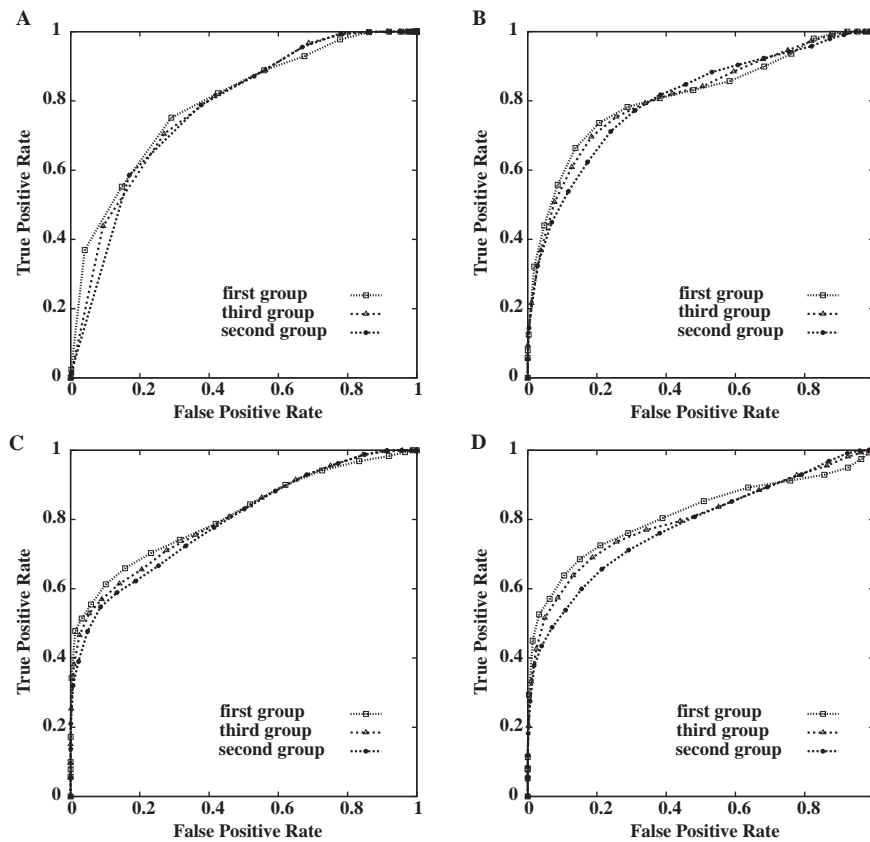 A
1
0.8
0.6
0.4
0.2
0
0 0.2 0.4 0.6 0.8 1
True Positive Rate
False Positive Rate
first group
third group
second group
B
1
0.8
0.6
0.4
0.2
0
0 0.2 0.4 0.6 0.8
True Positive Rate
False Positive Rate
first group
third group
second group
C
1
0.8
0.6
0.4
0.2
0
0 0.2 0.4 0.6 0.8 1
True Positive Rate
False Positive Rate
first group
third group
second group
D
1
0.8
0.6
0.4
0.2
0
0 0.2 0.4 0.6 0.8
True Positive Rate
False Positive Rate
first group
third group
second group